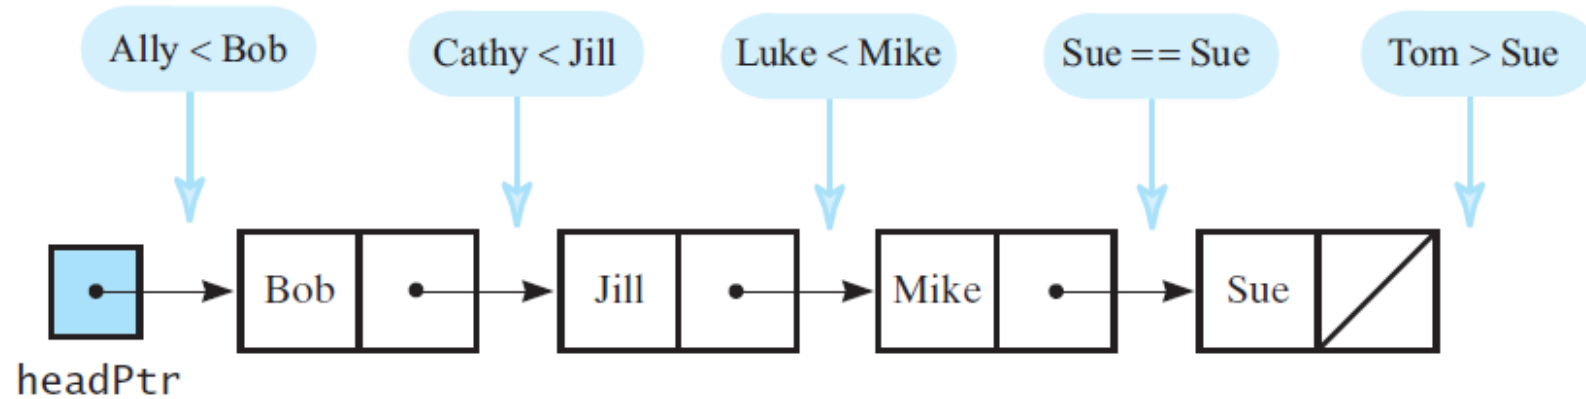 Ally < Bob
Cathy < Jill
Luke < Mike
Sue == Sue
Tom > Sue
Bob
Jill
Mike
Sue
headPtr